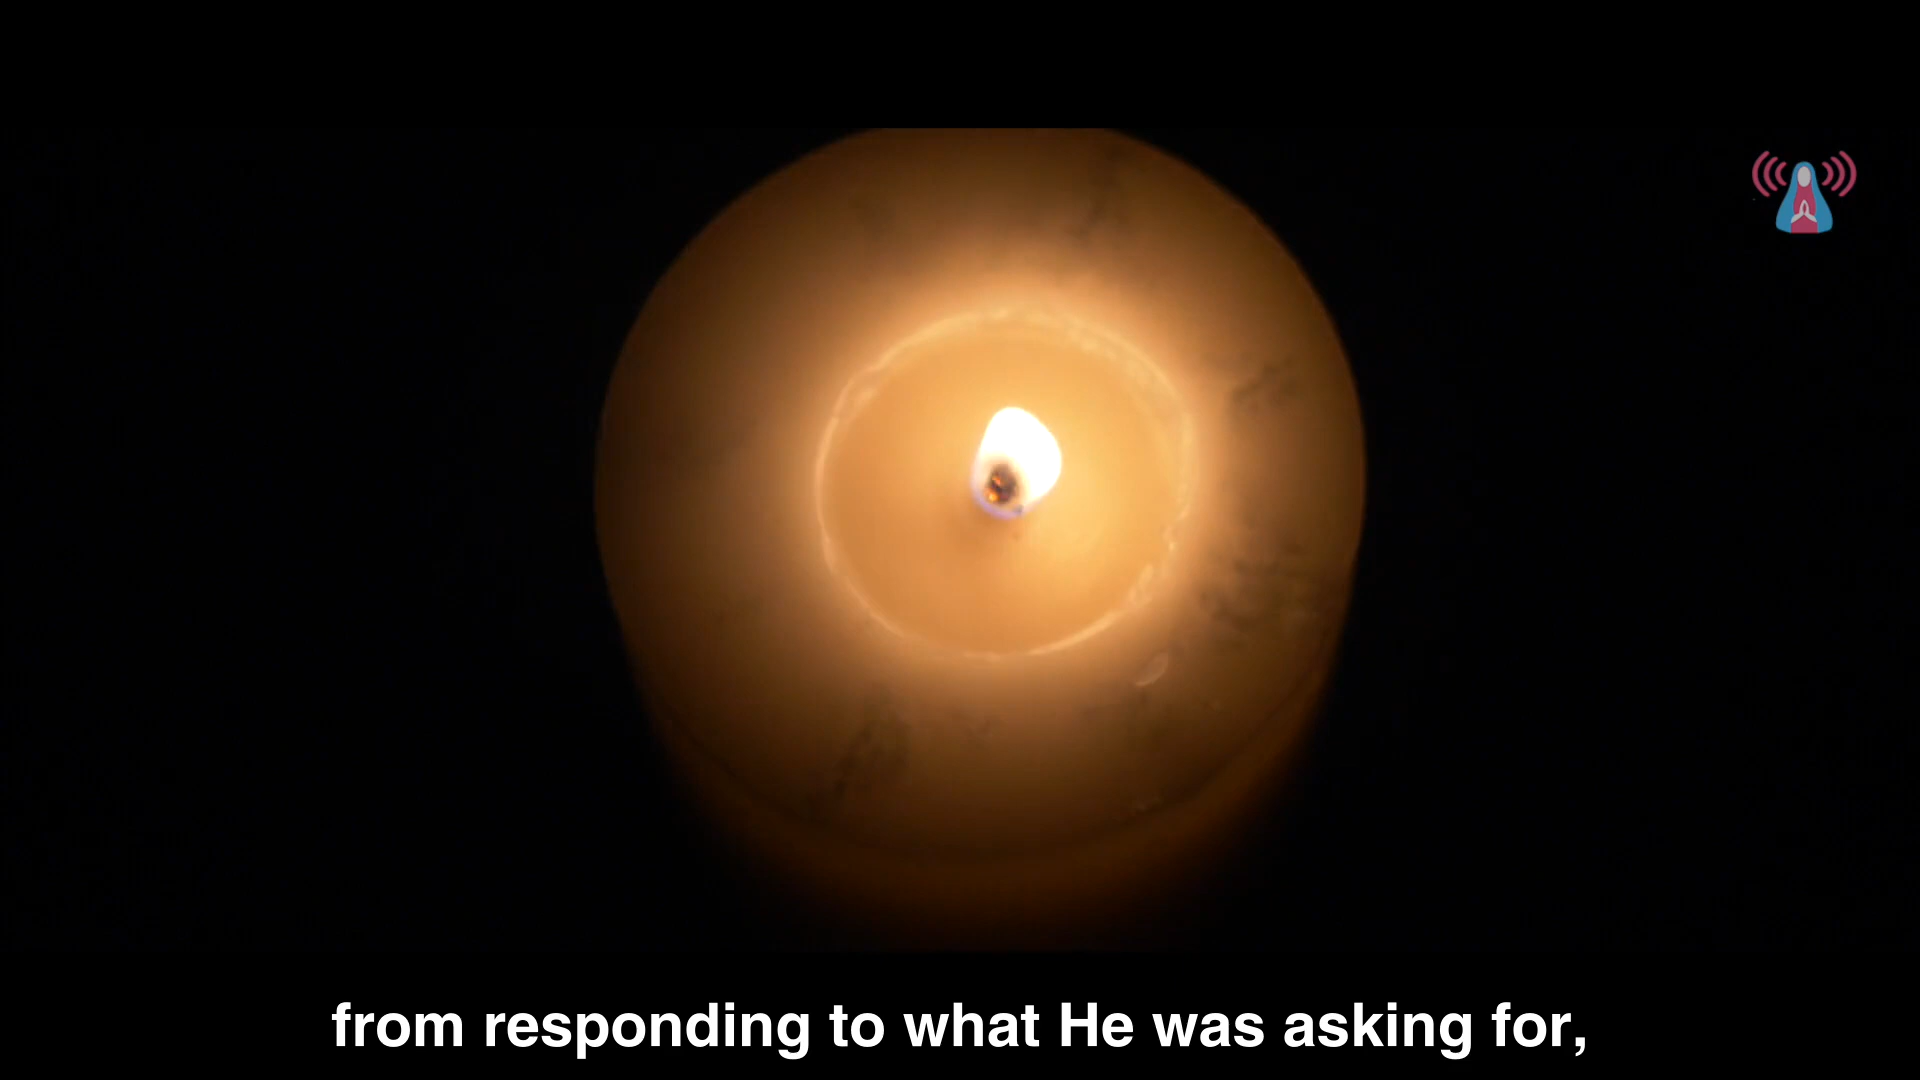 from responding to what He was asking for,